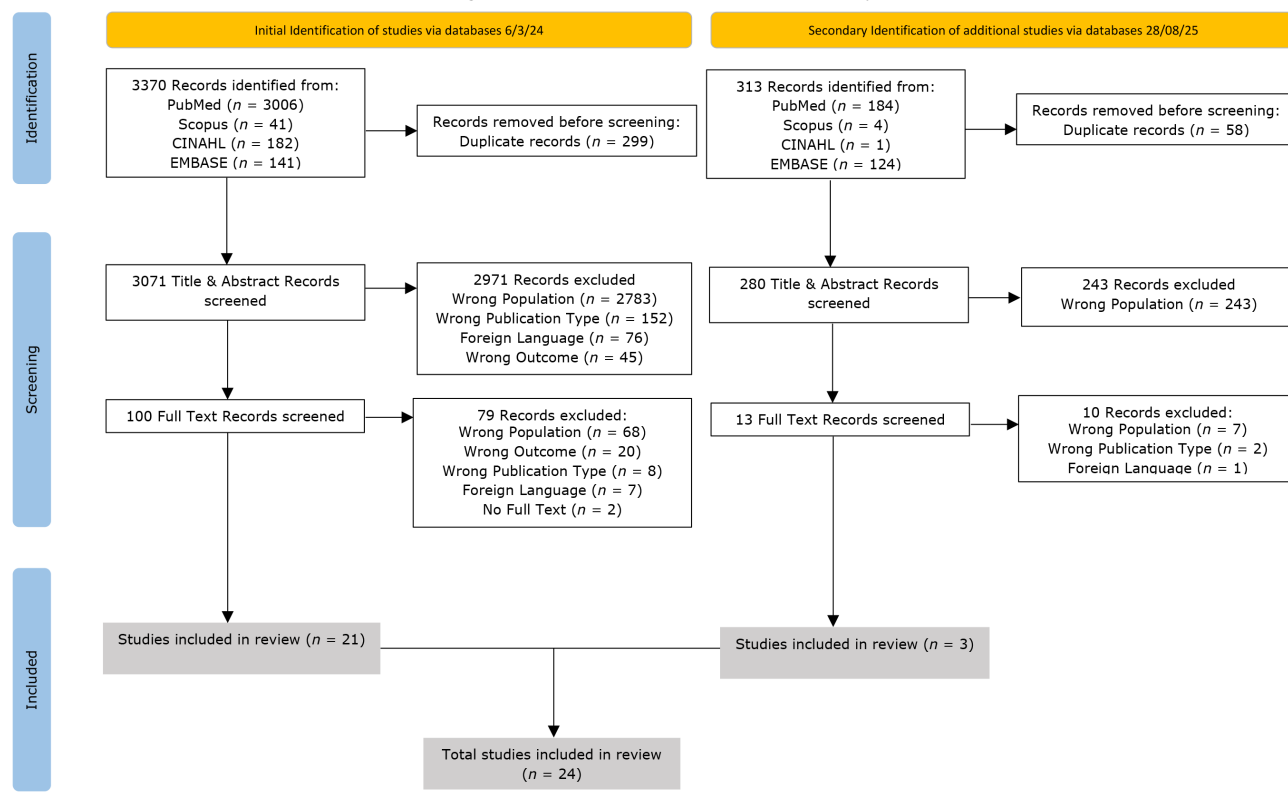 Initial Identification of studies via databases 6/3/24
Secondary Identification of additional studies via databases 28/08/25
Identification
3370 Records identified from:
PubMed (n = 3006)
Scopus (n = 41)
CINAHL (n = 182)
EMBASE (n = 141)
Records removed before screening:
Duplicate records (n = 299)
313 Records identified from:
PubMed (n = 184)
Scopus (n = 4)
CINAHL (n = 1)
EMBASE (n = 124)
Records removed before screening:
Duplicate records (n = 58)
Screening
3071 Title & Abstract Records
screened
2971 Records excluded
Wrong Population (n = 2783)
Wrong Publication Type (n = 152)
Foreign Language (n = 76)
Wrong Outcome (n = 45)
280 Title & Abstract Records
screened
243 Records excluded
Wrong Population (n = 243)
100 Full Text Records screened
79 Records excluded:
Wrong Population (n = 68)
Wrong Outcome (n = 20)
Wrong Publication Type (n = 8)
Foreign Language (n = 7)
No Full Text (n = 2)
13 Full Text Records screened
10 Records excluded:
Wrong Population (n = 7)
Wrong Publication Type (n = 2)
Foreign Language (n = 1)
Included
Studies included in review (n = 21)
Studies included in review (n = 3)
Total studies included in review
(n = 24)